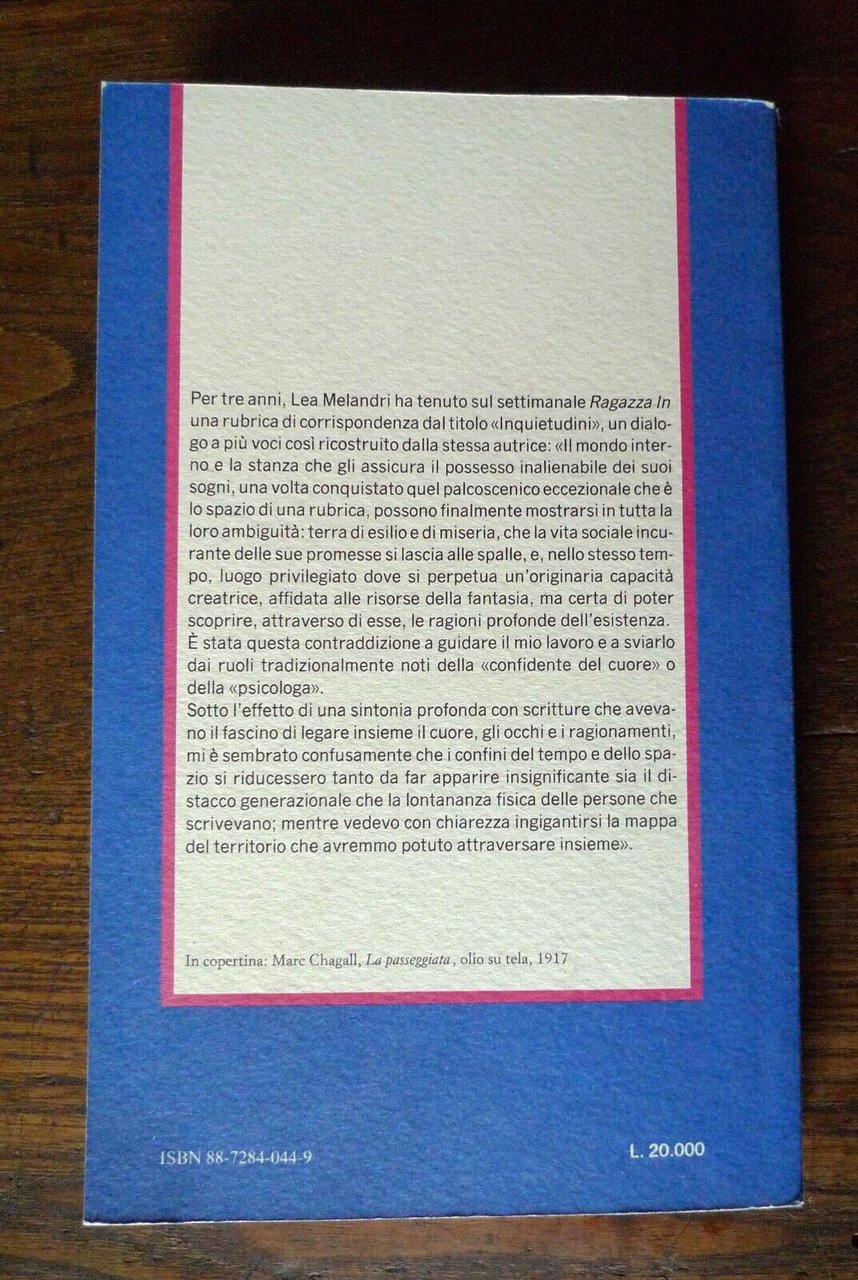 Per tre anni, Lea Melandri ha tenuto sul settimanale Ragazza In
una rubrica di corrispondenza dal titolo «Inquietudini», un dialo-
go a più voci così ricostruito dalla stessa autrice: «Il mondo inter-
no e la stanza che gli assicura il possesso inalienabile dei suoi
sogni, una volta conquistato quel palcoscenico eccezionale che è
lo spazio di una rubrica, possono finalmente mostrarsi in tutta la
loro ambiguità: terra di esilio e di miseria, che la vita sociale incu-
rante delle sue promesse si lascia alle spalle, e, nello stesso tem-
po, luogo privilegiato dove si perpetua un'originaria capacità
creatrice, affidata alle risorse della fantasia, ma certa di poter
scoprire, attraverso di esse, le ragioni profonde dell'esistenza.
È stata questa contraddizione a guidare il mio lavoro e a sviarlo
dai ruoli tradizionalmente noti della «confidente del cuore» o
della «psicologa».
Sotto l'effetto di una sintonia profonda con scritture che aveva-
no il fascino di legare insieme il cuore, gli occhi e i ragionamenti,
mi è sembrato confusamente che i confini del tempo e dello spa-
zio si riducessero tanto da far apparire insignificante sia il di-
stacco generazionale che la lontananza fisica delle persone che
scrivevano; mentre vedevo con chiarezza ingigantirsi la mappa
del territorio che avremmo potuto attraversare insieme».
In copertina: Marc Chagall, La passeggiata, olio su tela, 1917
ISBN 88-7284-044-9
L. 20.000